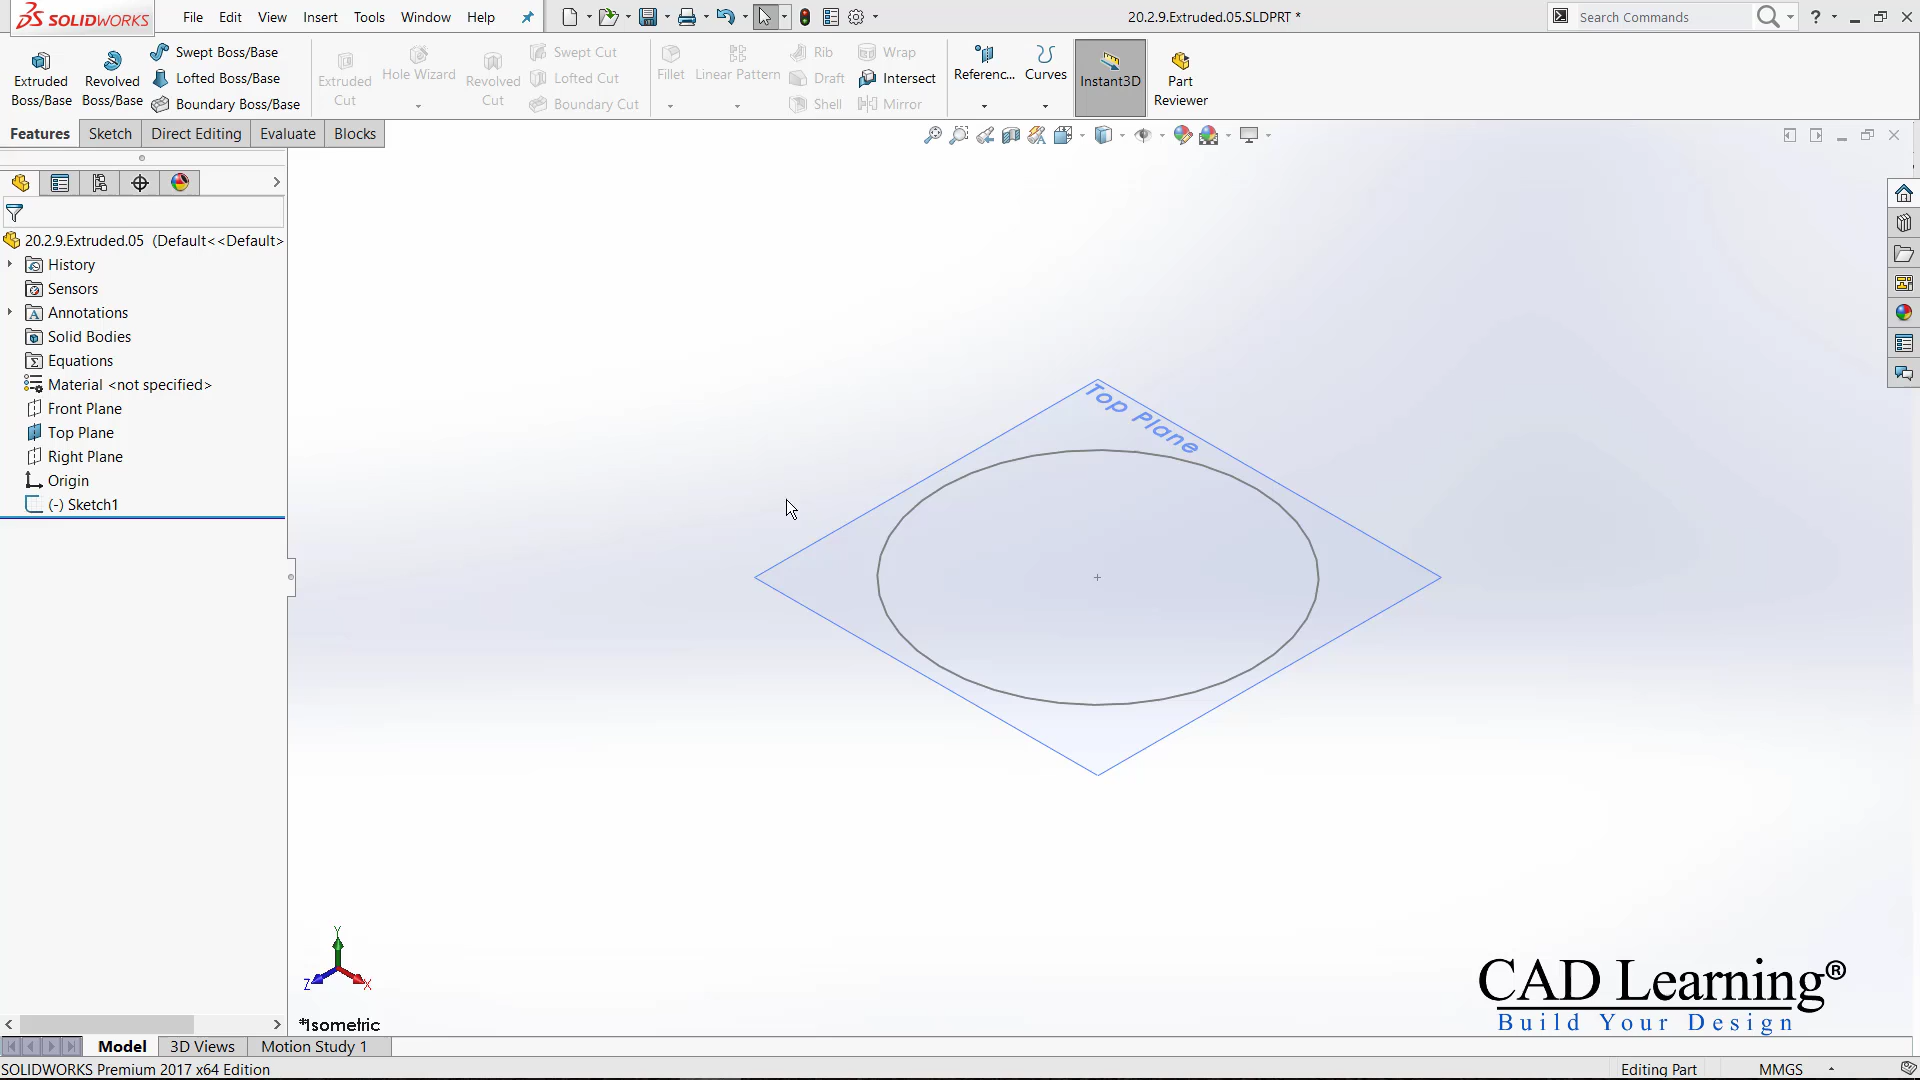 SOLIDWORKS File Edit View Insert Tools Window Help 20.2.9.Extruded.05.SLDPRT * Search Commands ?
Extruded Boss/Base
Revolved Boss/Base
Swept Boss/Base
Lofted Boss/Base
Boundary Boss/Base
Extruded Cut
Hole Wizard
Revolved Cut
Swept Cut
Lofted Cut
Boundary Cut
Fillet
Linear Pattern
Rib
Draft
Shell
Wrap
Intersect
Mirror
Referenc...
Curves
Instant3D
Part Reviewer
Features Sketch Direct Editing Evaluate Blocks
20.2.9.Extruded.05 (Default<<Default>
History
Sensors
Annotations
Solid Bodies
Equations
Material <not specified>
Front Plane
Top Plane
Right Plane
Origin
(-) Sketch1
Top Plane
Y
Z X
*Isometric
CAD Learning®
Build Your Design
Model 3D Views Motion Study 1
SOLIDWORKS Premium 2017 x64 Edition Editing Part MMGS